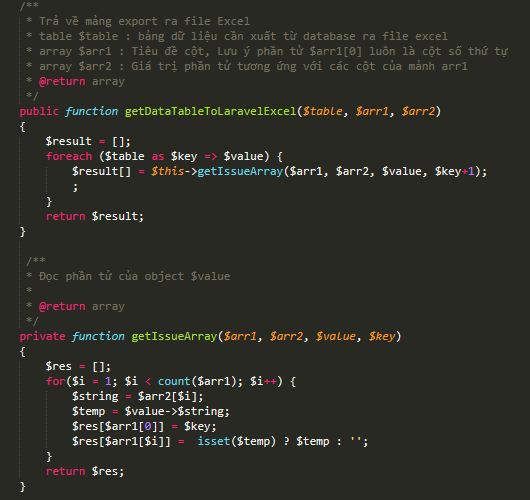 /**
 * Trả về mảng export ra file Excel
 * table $table : bảng dữ liệu cần xuất từ database ra file excel
 * array $arr1 : Tiêu đề cột, Lưu ý phần tử $arr1[0] luôn là cột số thứ tự
 * array $arr2 : Giá trị phần tử tương ứng với các cột của mảnh arr1
 * @return array
 */
public function getDataTableToLaravelExcel($table, $arr1, $arr2)
{
    $result = [];
    foreach ($table as $key => $value) {
        $result[] = $this->getIssueArray($arr1, $arr2, $value, $key+1);
        ;
    }
    return $result;
}
 /**
 * Đọc phần tử của object $value
 *
 * @return array
 */
private function getIssueArray($arr1, $arr2, $value, $key)
{
    $res = [];
    for($i = 1; $i < count($arr1); $i++) {
        $string = $arr2[$i];
        $temp = $value->$string;
        $res[$arr1[0]] = $key;
        $res[$arr1[$i]] =  isset($temp) ? $temp : '';
    }
    return $res;
}